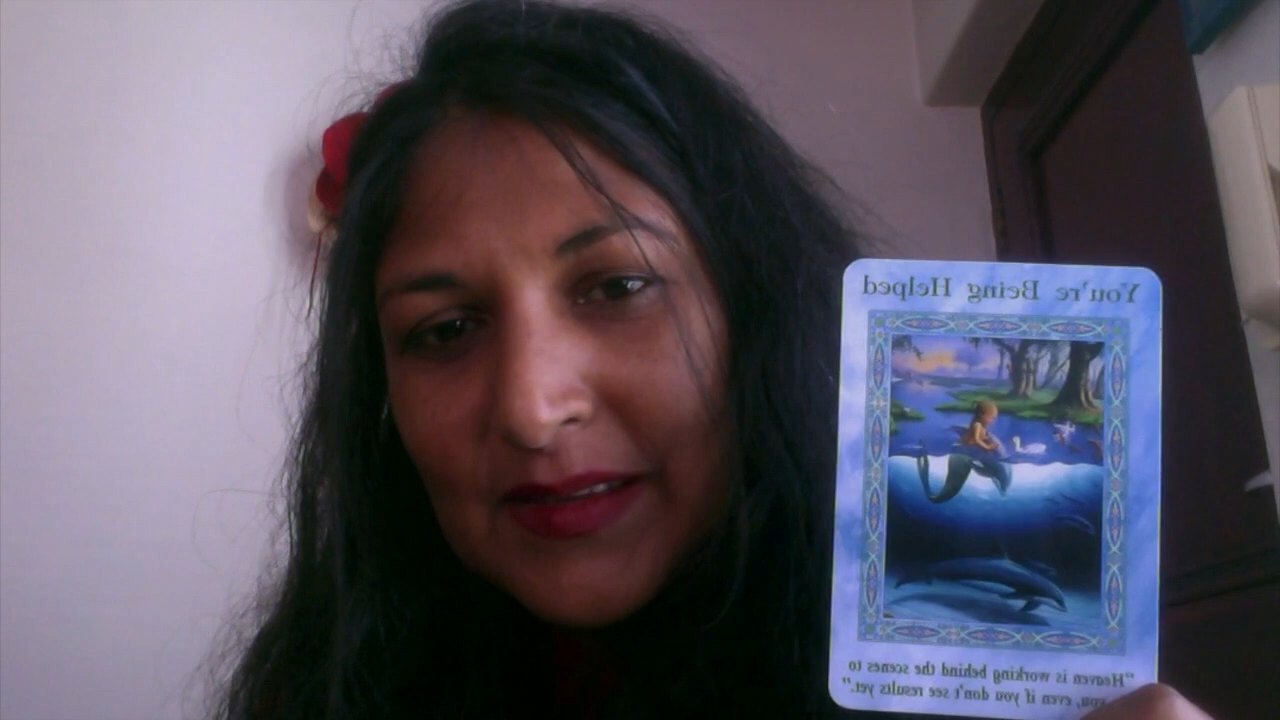 You're Being Helped
"Heaven is working behind the scenes to
you, even if you don't see results yet."